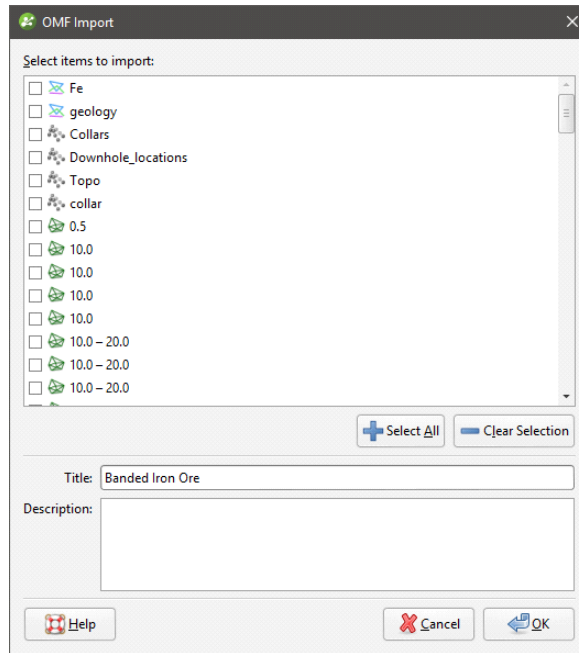 OMF Import
Select items to import:
Fe
geology
Collars
Downhole_locations
Topo
collar
0.5
10.0
10.0
10.0
10.0
10.0 – 20.0
10.0 – 20.0
10.0 – 20.0
Select All Clear Selection
Title: Banded Iron Ore
Description:
Help Cancel OK